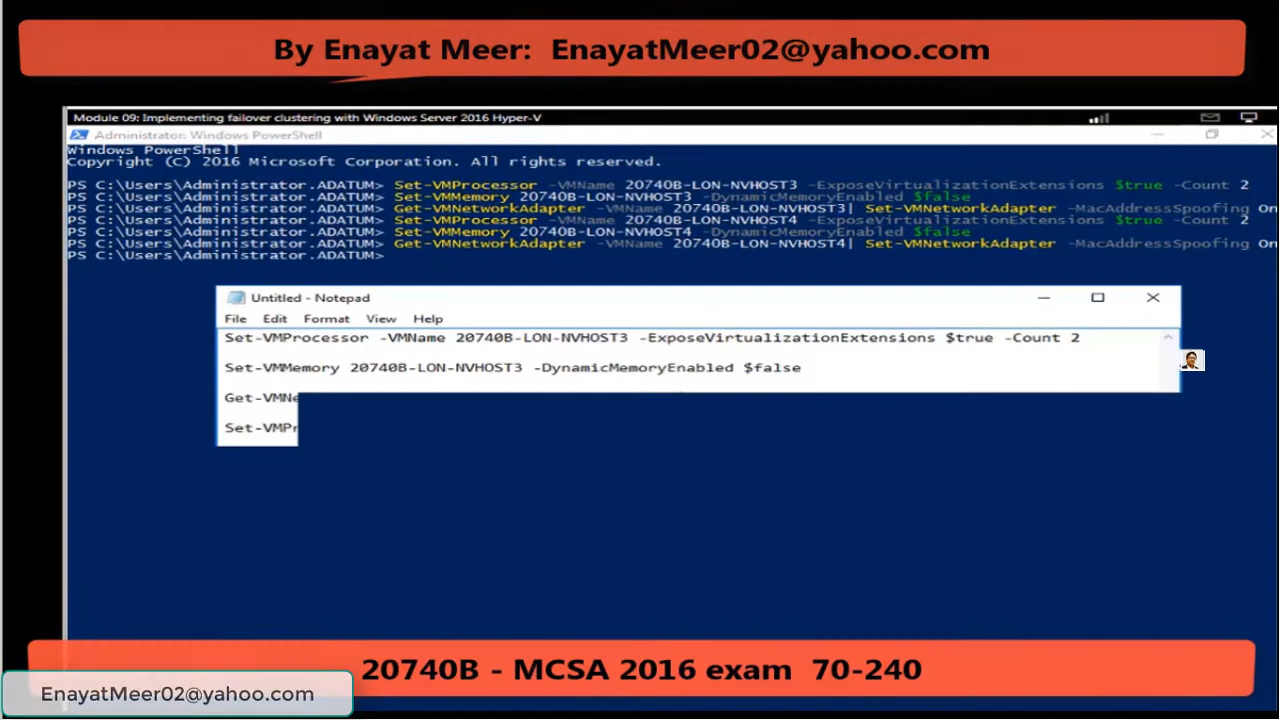 By Enayat Meer: EnayatMeer02@yahoo.com
Module 09: Implementing failover clustering with Windows Server 2016 Hyper-V
Administrator: Windows PowerShell
Windows PowerShell
Copyright (C) 2016 Microsoft Corporation. All rights reserved.
PS C:\Users\Administrator.ADATUM> Set-VMProcessor -VMName 20740B-LON-NVHOST3 -ExposeVirtualizationExtensions $true -Count 2
PS C:\Users\Administrator.ADATUM> Set-VMMemory 20740B-LON-NVHOST3 -DynamicMemoryEnabled $false
PS C:\Users\Administrator.ADATUM> Get-VMNetworkAdapter -VMName 20740B-LON-NVHOST3| Set-VMNetworkAdapter -MacAddressSpoofing On
PS C:\Users\Administrator.ADATUM> Set-VMProcessor -VMName 20740B-LON-NVHOST4 -ExposeVirtualizationExtensions $true -Count 2
PS C:\Users\Administrator.ADATUM> Set-VMMemory 20740B-LON-NVHOST4 -DynamicMemoryEnabled $false
PS C:\Users\Administrator.ADATUM> Get-VMNetworkAdapter -VMName 20740B-LON-NVHOST4| Set-VMNetworkAdapter -MacAddressSpoofing On
PS C:\Users\Administrator.ADATUM>
Untitled - Notepad
File Edit Format View Help
Set-VMProcessor -VMName 20740B-LON-NVHOST3 -ExposeVirtualizationExtensions $true -Count 2
Set-VMMemory 20740B-LON-NVHOST3 -DynamicMemoryEnabled $false
Get-VMNe
Set-VMPr
20740B - MCSA 2016 exam 70-240
EnayatMeer02@yahoo.com